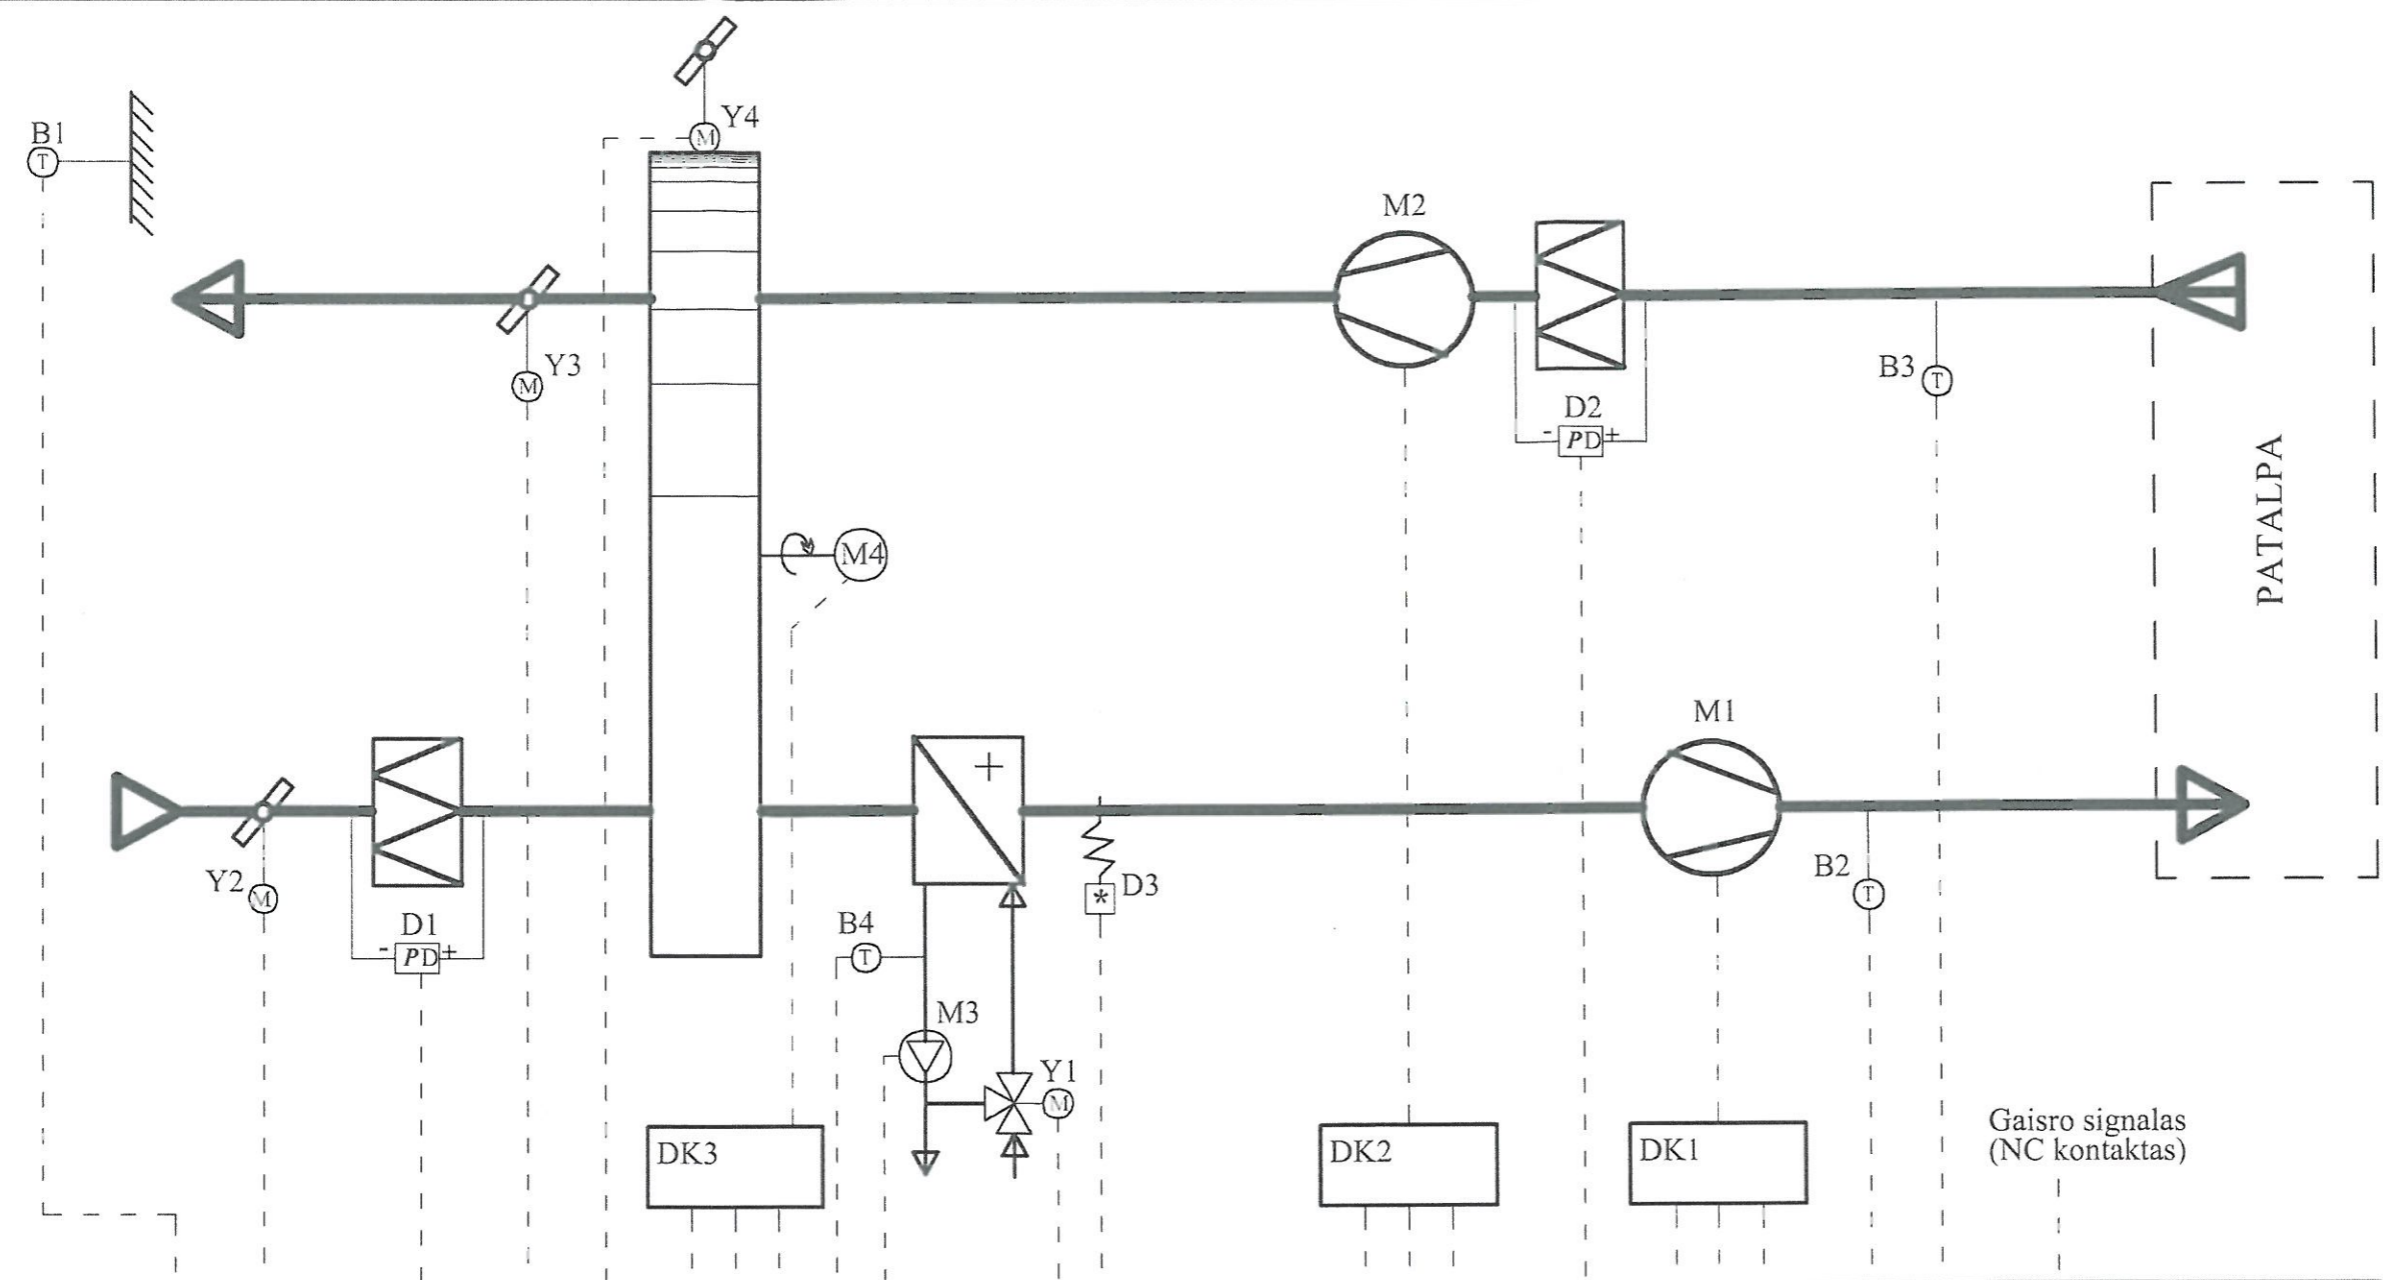 Y4
M
B1
T
M2
Y3
M
B3
T
D2
- PD +
PATALPA
M4
M1
Y2
M
D1
- PD +
+
B4
T
D3
*
B2
T
M3
Y1
M
DK3
DK2
DK1
Gaisro signalas
(NC kontaktas)